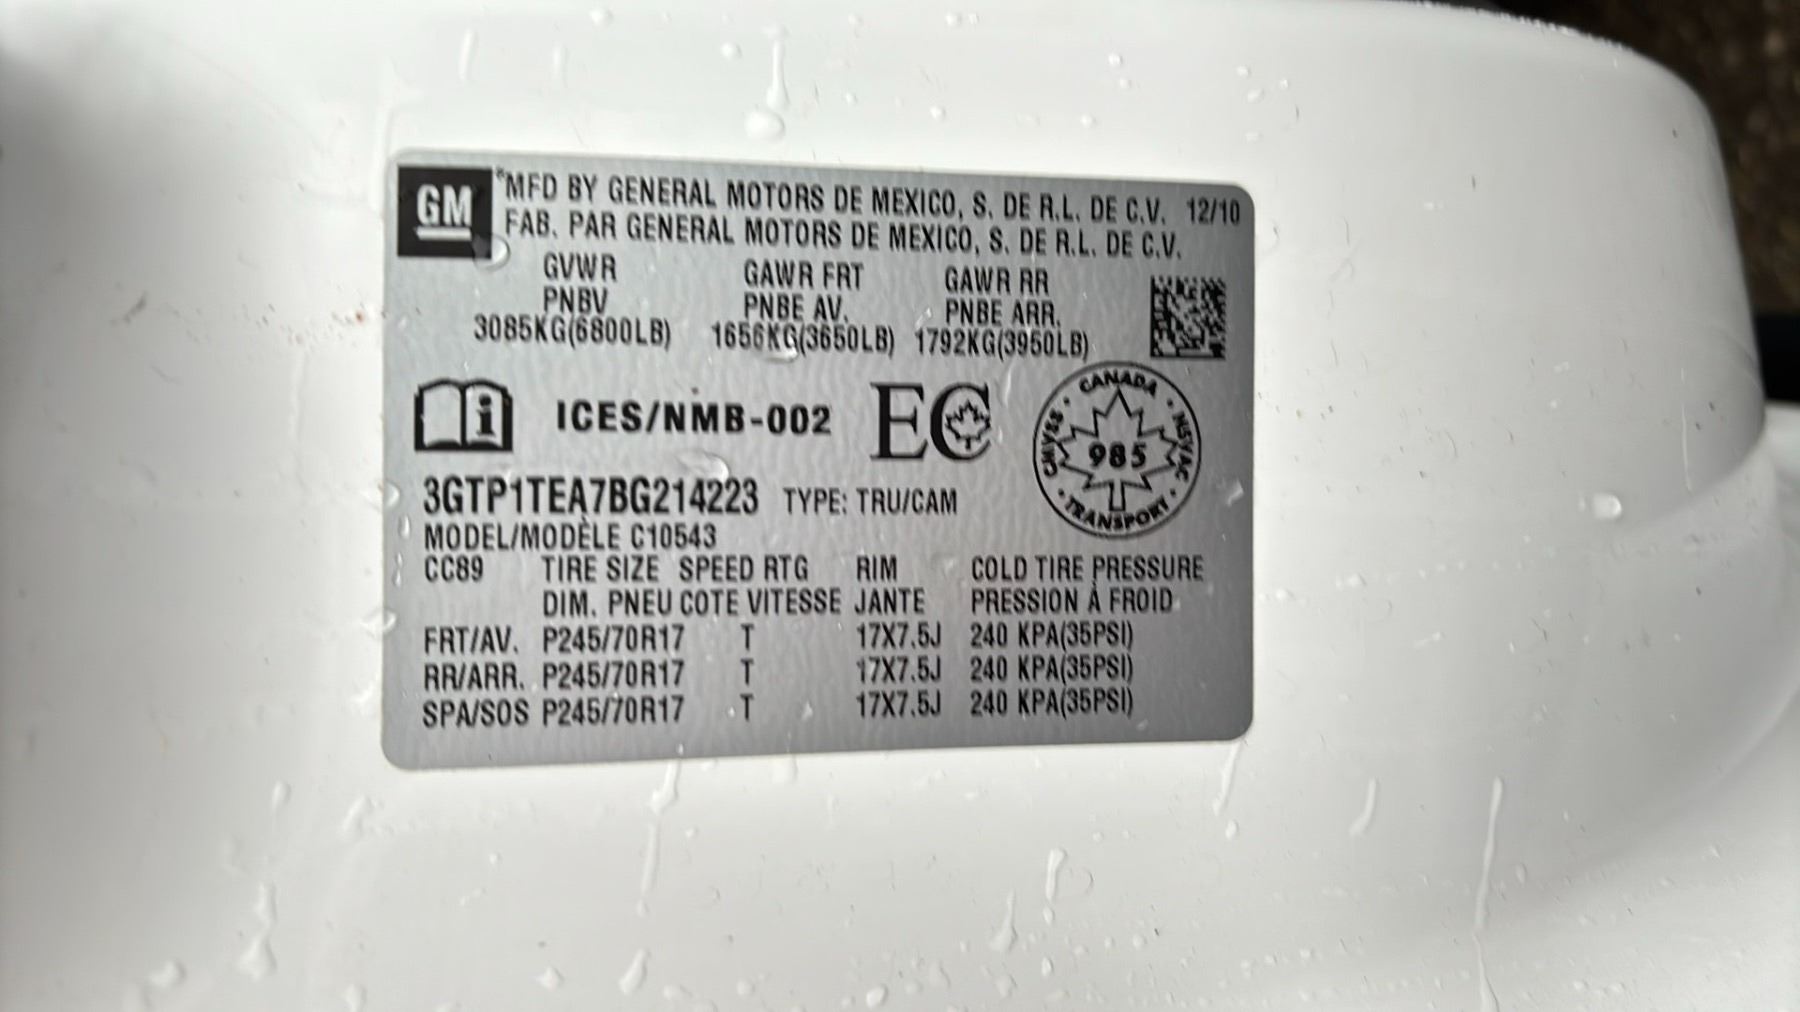 GM
*MFD BY GENERAL MOTORS DE MEXICO, S. DE R.L. DE C.V. 12/10
FAB. PAR GENERAL MOTORS DE MEXICO, S. DE R.L. DE C.V.
GVWR GAWR FRT GAWR RR
PNBV PNBE AV. PNBE ARR.
3085KG(6800LB) 1656KG(3650LB) 1792KG(3950LB)
i ICES/NMB-002 EC
CANADA
CMVSS NSVAC
985
TRANSPORT
3GTP1TEA7BG214223 TYPE: TRU/CAM
MODEL/MODÈLE C10543
CC89 TIRE SIZE SPEED RTG RIM COLD TIRE PRESSURE
DIM. PNEU COTE VITESSE JANTE PRESSION À FROID
FRT/AV. P245/70R17 T 17X7.5J 240 KPA(35PSI)
RR/ARR. P245/70R17 T 17X7.5J 240 KPA(35PSI)
SPA/SOS P245/70R17 T 17X7.5J 240 KPA(35PSI)